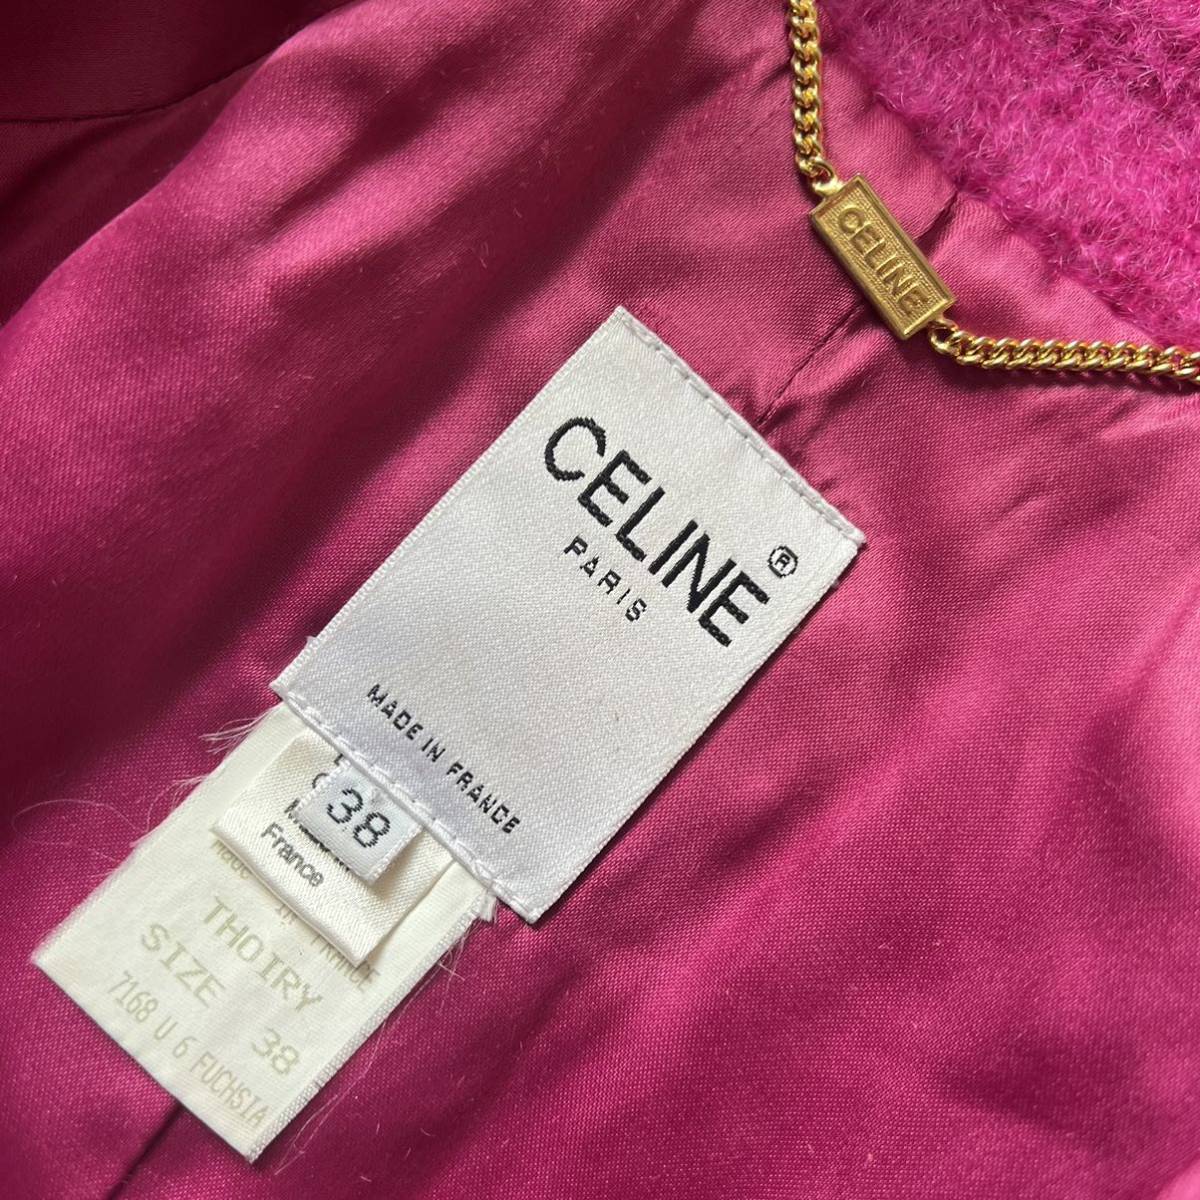 CELINE
CELINE®
PARIS
MADE IN FRANCE
38
France
THOIRY
SIZE 38
7168 U 6 FUCHSIA